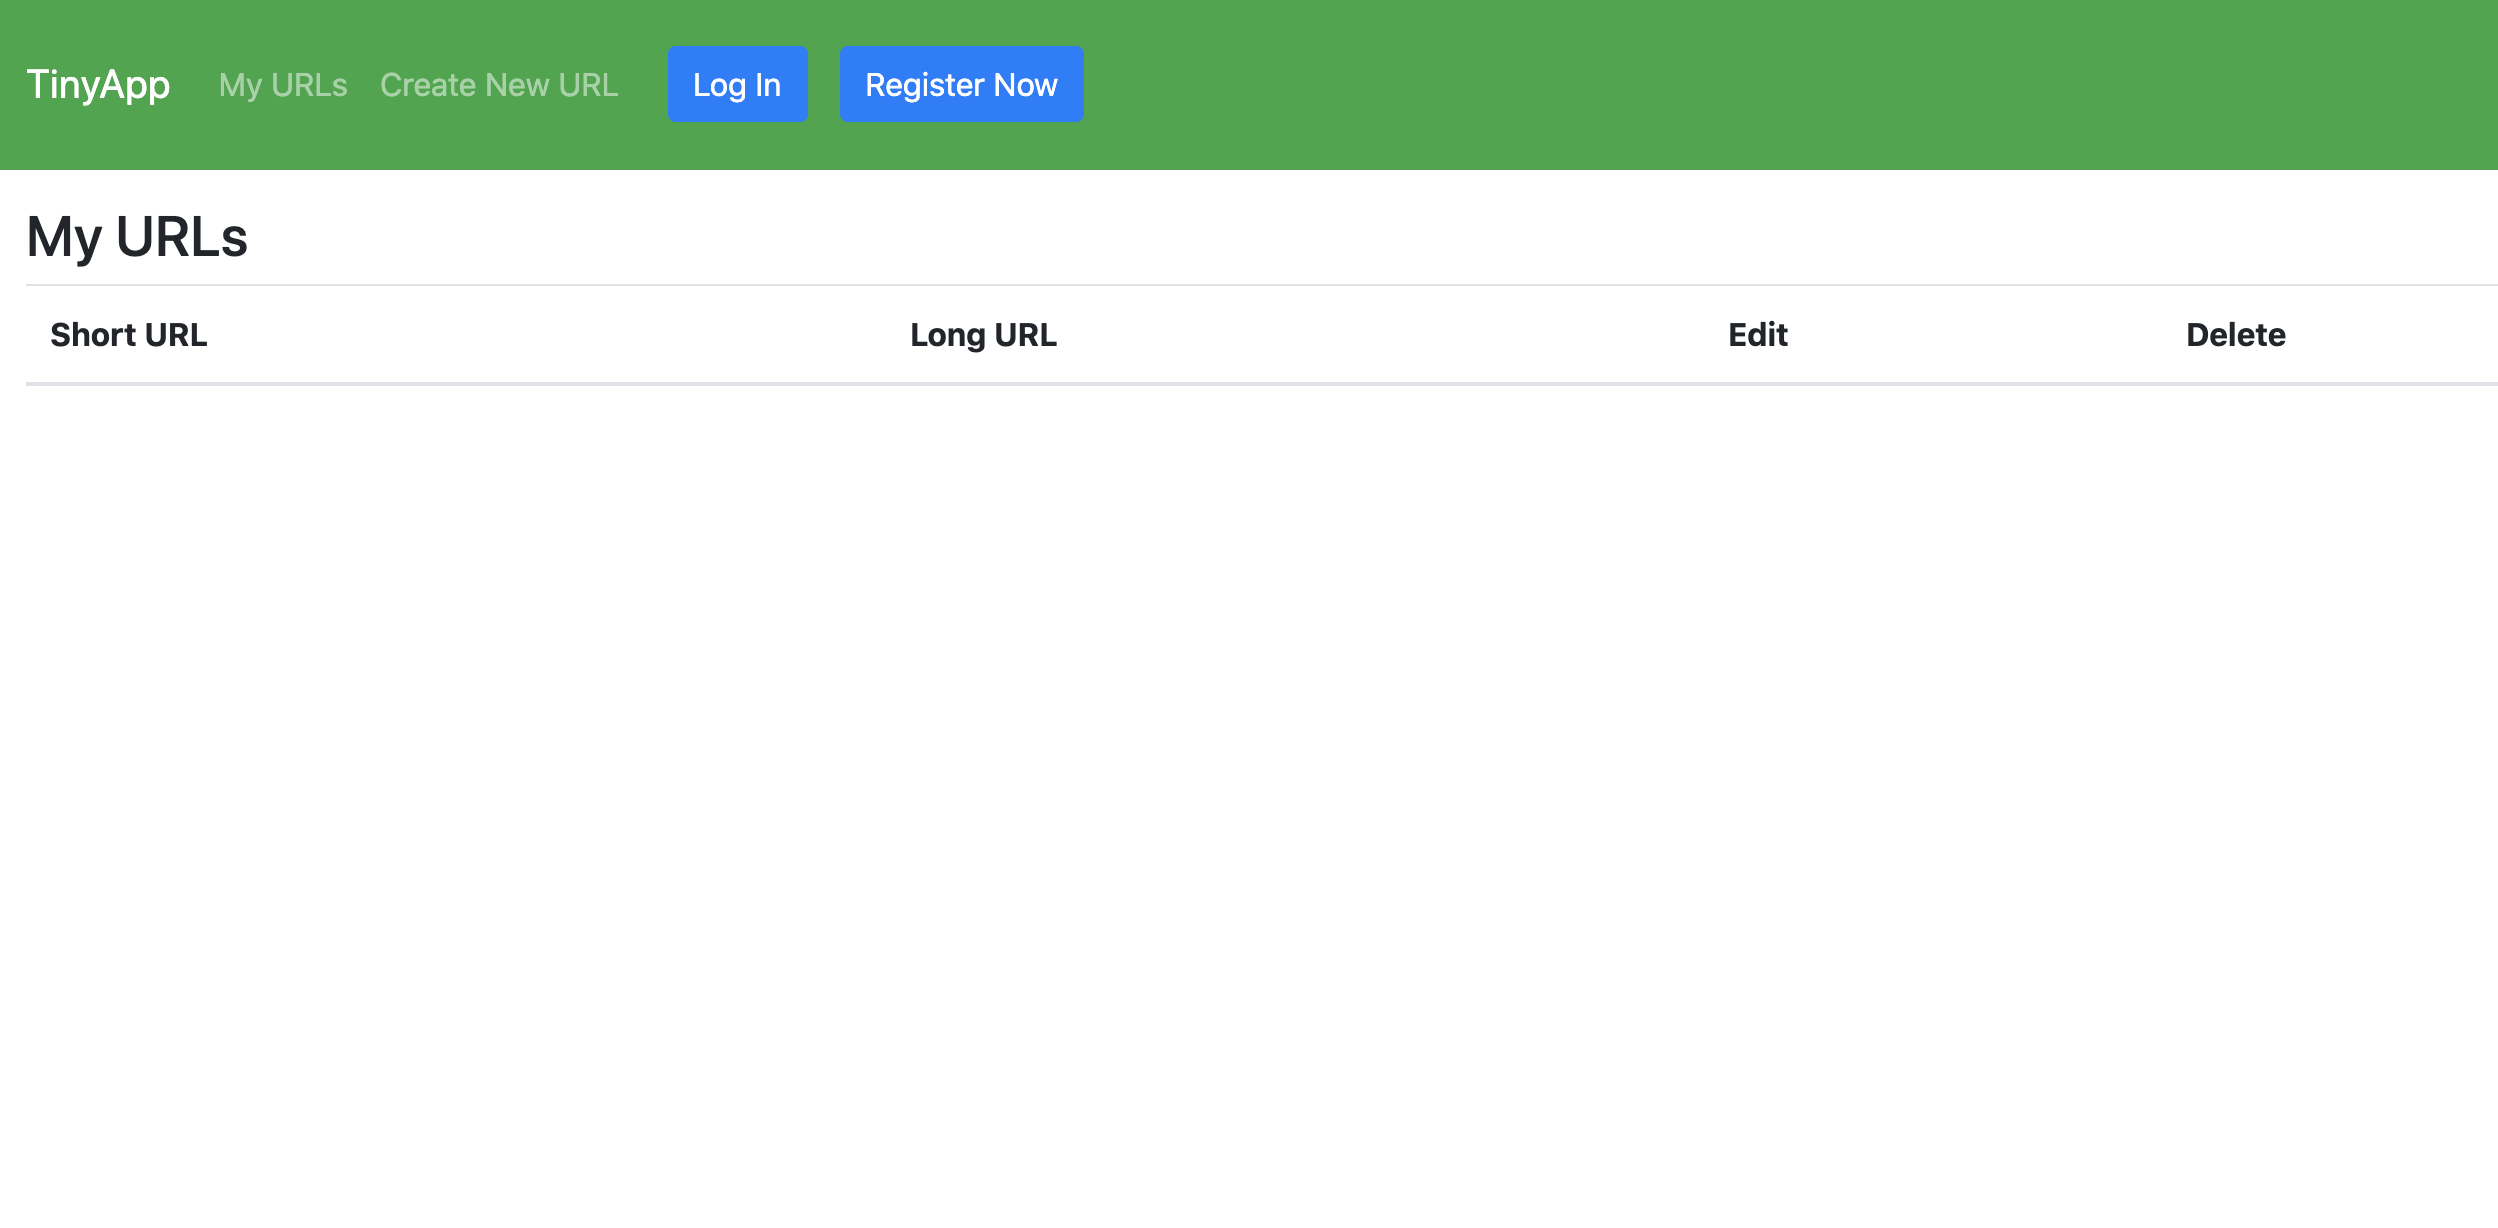 TinyApp My URLs Create New URL Log In Register Now
My URLs
Short URL Long URL Edit Delete